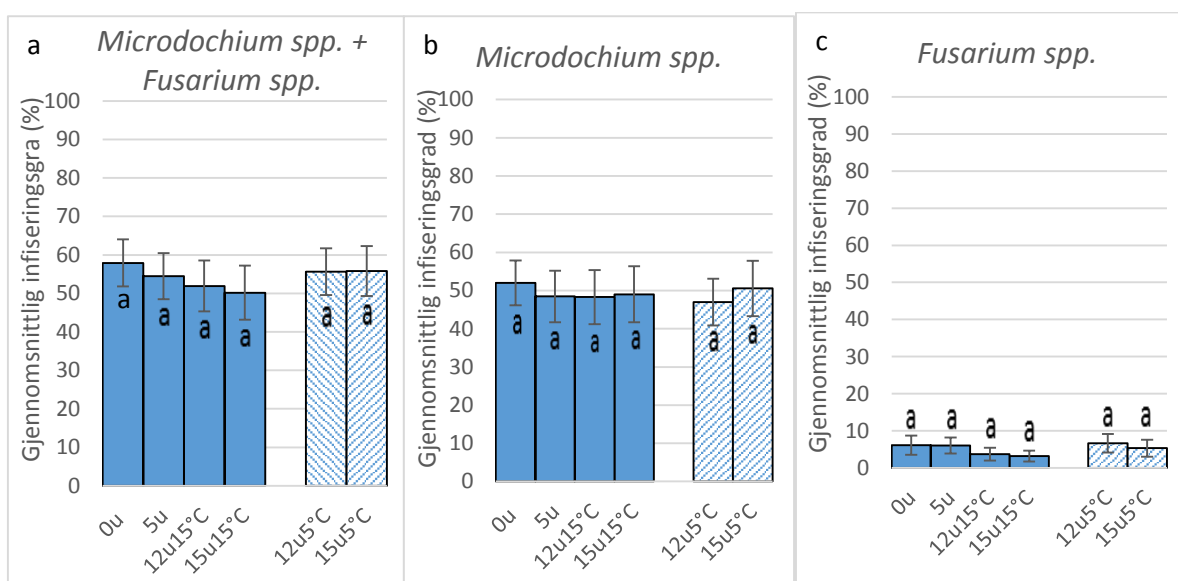 a
Microdochium spp. +
Fusarium spp.
Gjennomsnittlig infiseringsgra (%)
100
90
80
70
60
50
40
30
20
10
0
a
a
a
a
a
a
0u
5u
12u15°C
15u15°C
12u5°C
15u5°C
b
Microdochium spp.
Gjennomsnittlig infiseringsgrad (%)
100
90
80
70
60
50
40
30
20
10
0
a
a
a
a
a
a
0u
5u
12u15°C
15u15°C
12u5°C
15u5°C
c
Fusarium spp.
Gjennomsnittlig infiseringsgrad (%)
100
90
80
70
60
50
40
30
20
10
0
a
a
a
a
a
a
0u
5u
12u15°C
15u15°C
12u5°C
15u5°C